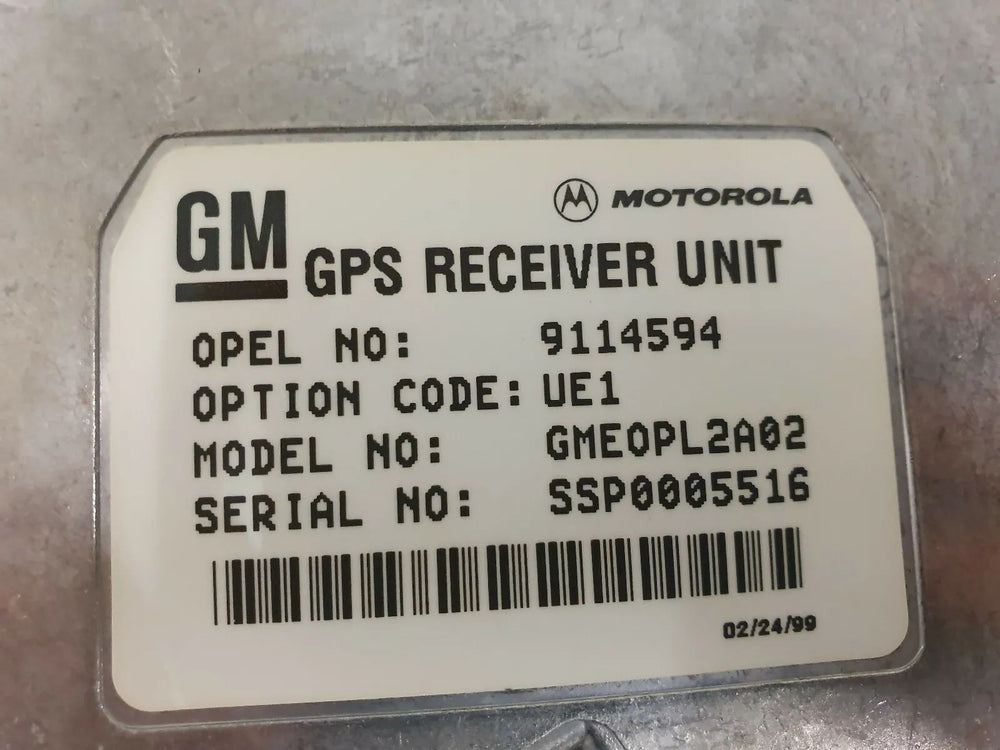 GM
MOTOROLA
GPS RECEIVER UNIT
OPEL NO: 9114594
OPTION CODE: UE1
MODEL NO: GMEOPL2A02
SERIAL NO: SSP0005516
02/24/99